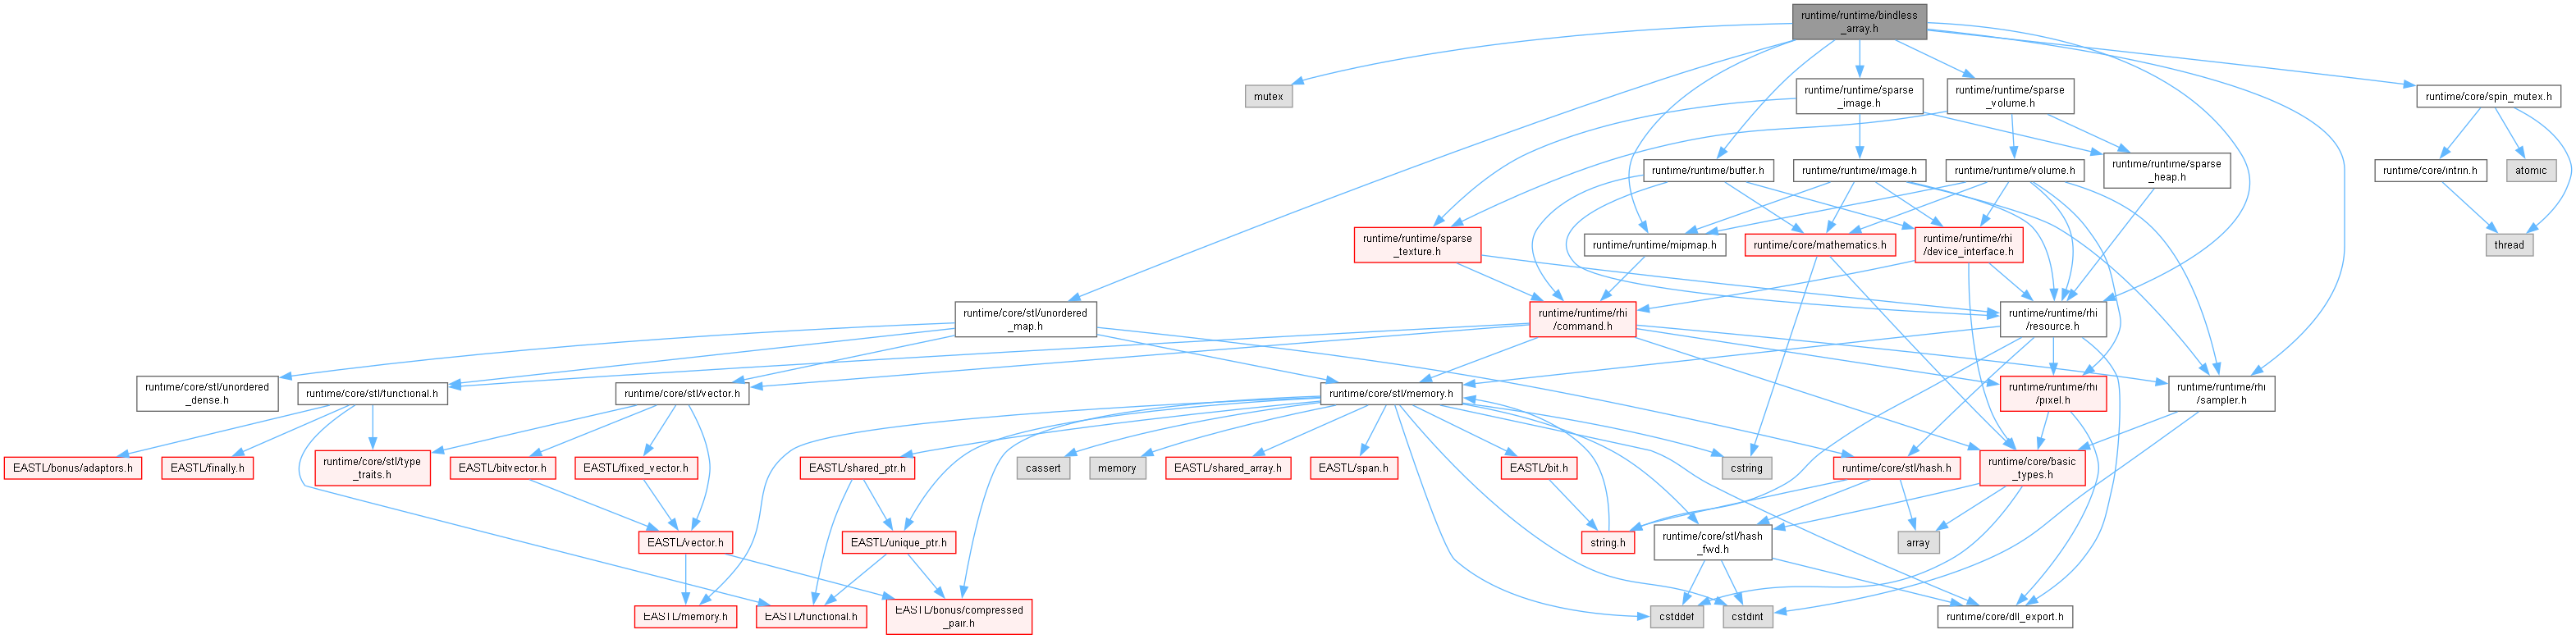 runtime/runtime/bindless
_array.h
mutex
runtime/runtime/sparse
_image.h
runtime/runtime/sparse
_volume.h
runtime/core/spin_mutex.h
runtime/runtime/buffer.h
runtime/runtime/image.h
runtime/runtime/volume.h
runtime/runtime/sparse
_heap.h
runtime/core/intrin.h
atomic
runtime/runtime/sparse
_texture.h
runtime/runtime/mipmap.h
runtime/core/mathematics.h
runtime/runtime/rhi
/device_interface.h
thread
runtime/core/stl/unordered
_map.h
runtime/runtime/rhi
/command.h
runtime/runtime/rhi
/resource.h
runtime/core/stl/unordered
_dense.h
runtime/core/stl/functional.h
runtime/core/stl/vector.h
runtime/core/stl/memory.h
runtime/runtime/rhi
/pixel.h
runtime/runtime/rhi
/sampler.h
EASTL/bonus/adaptors.h
EASTL/finally.h
runtime/core/stl/type
_traits.h
EASTL/bitvector.h
EASTL/fixed_vector.h
EASTL/shared_ptr.h
cassert
memory
EASTL/shared_array.h
EASTL/span.h
EASTL/bit.h
cstring
runtime/core/stl/hash.h
runtime/core/basic
_types.h
EASTL/vector.h
EASTL/unique_ptr.h
string.h
runtime/core/stl/hash
_fwd.h
array
EASTL/memory.h
EASTL/functional.h
EASTL/bonus/compressed
_pair.h
cstddef
cstdint
runtime/core/dll_export.h